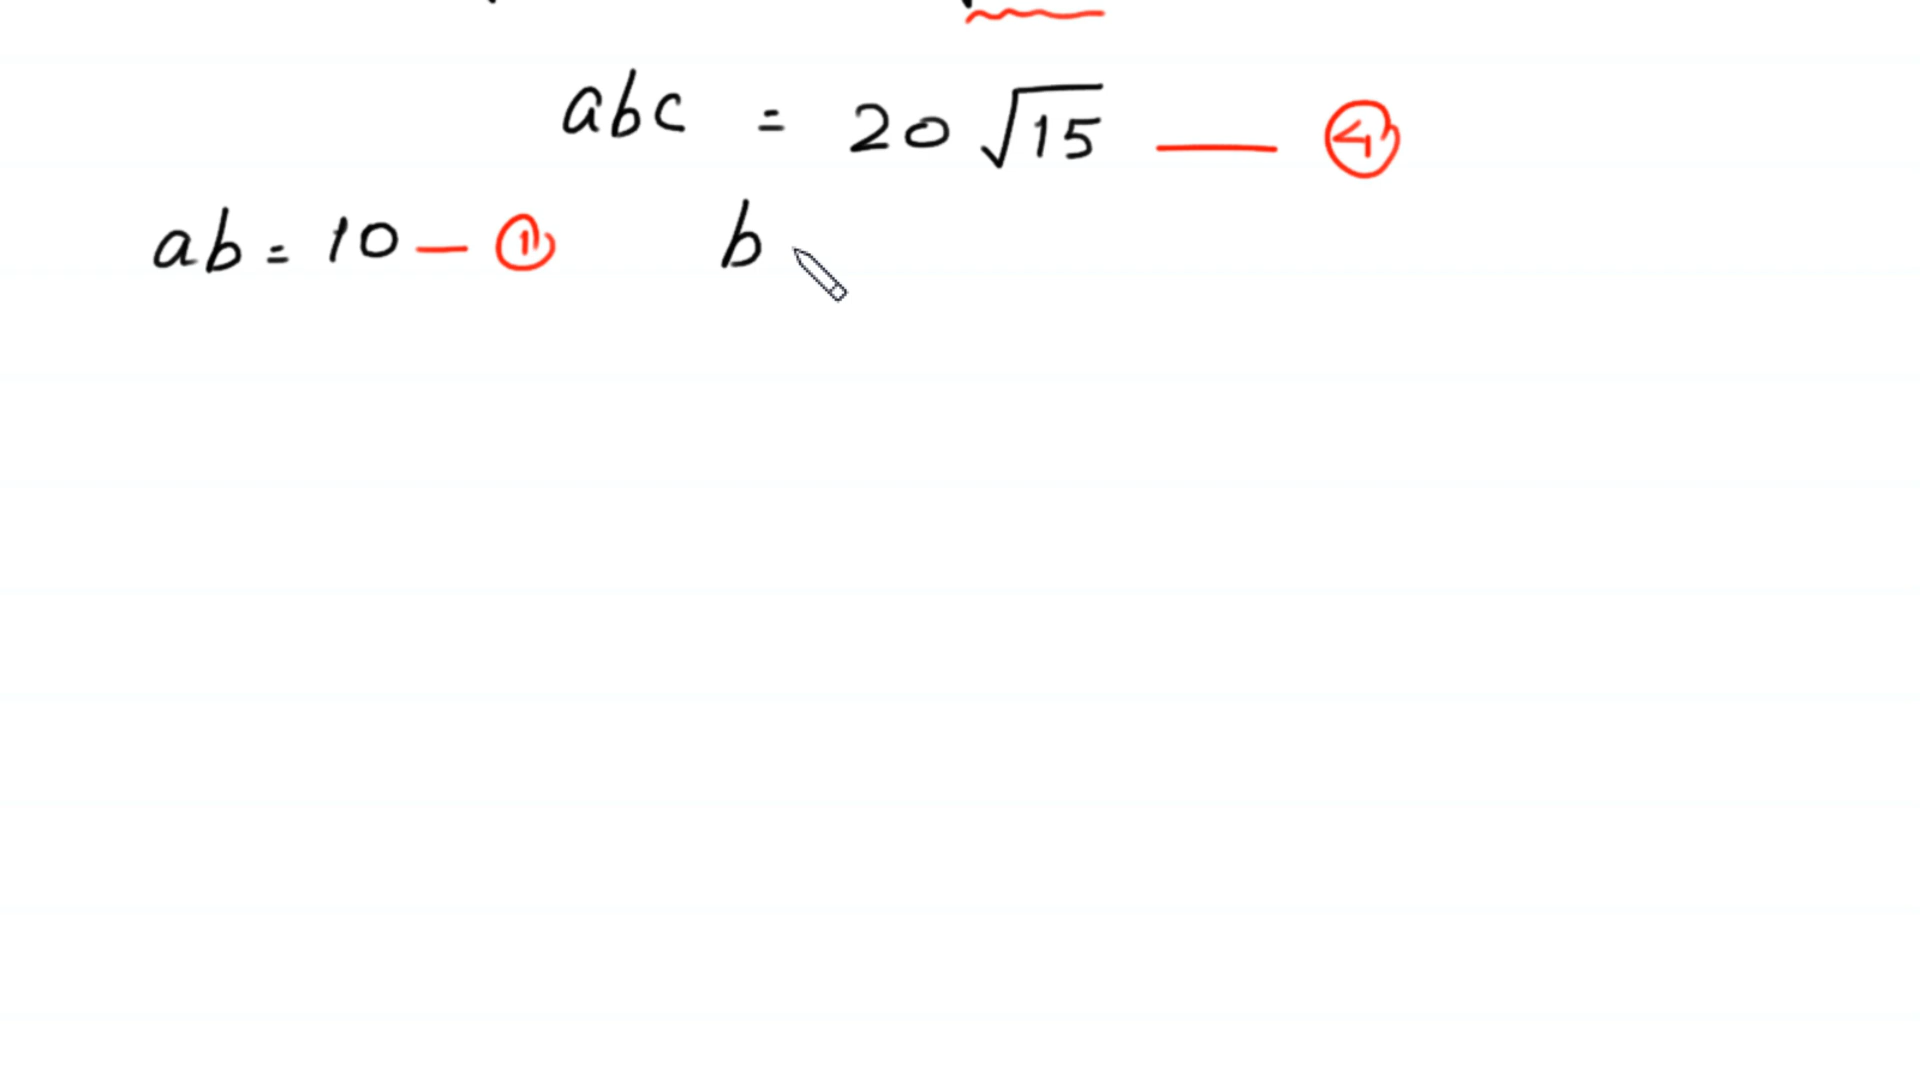 abc = 20 √15 — ④
ab = 10 — ① b